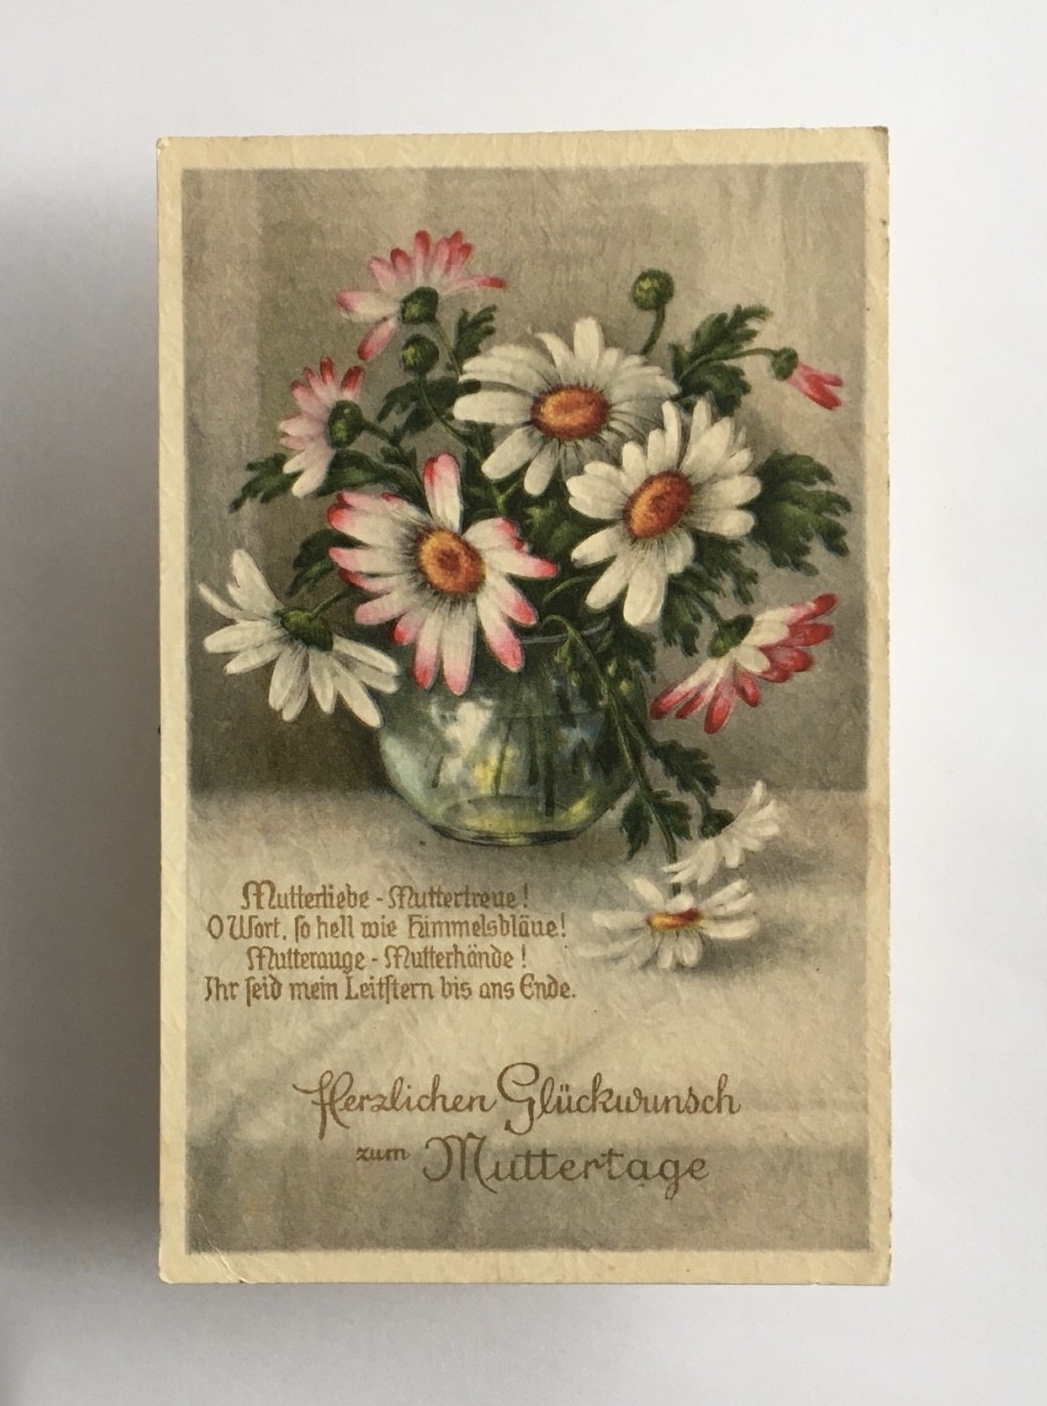 Mutterliebe - Muttertreue!
O Wort, so hell wie Himmelsbläue!
Mutterauge - Mutterhände!
Ihr seid mein Leitstern bis ans Ende.
Herzlichen Glückwunsch
zum Muttertage